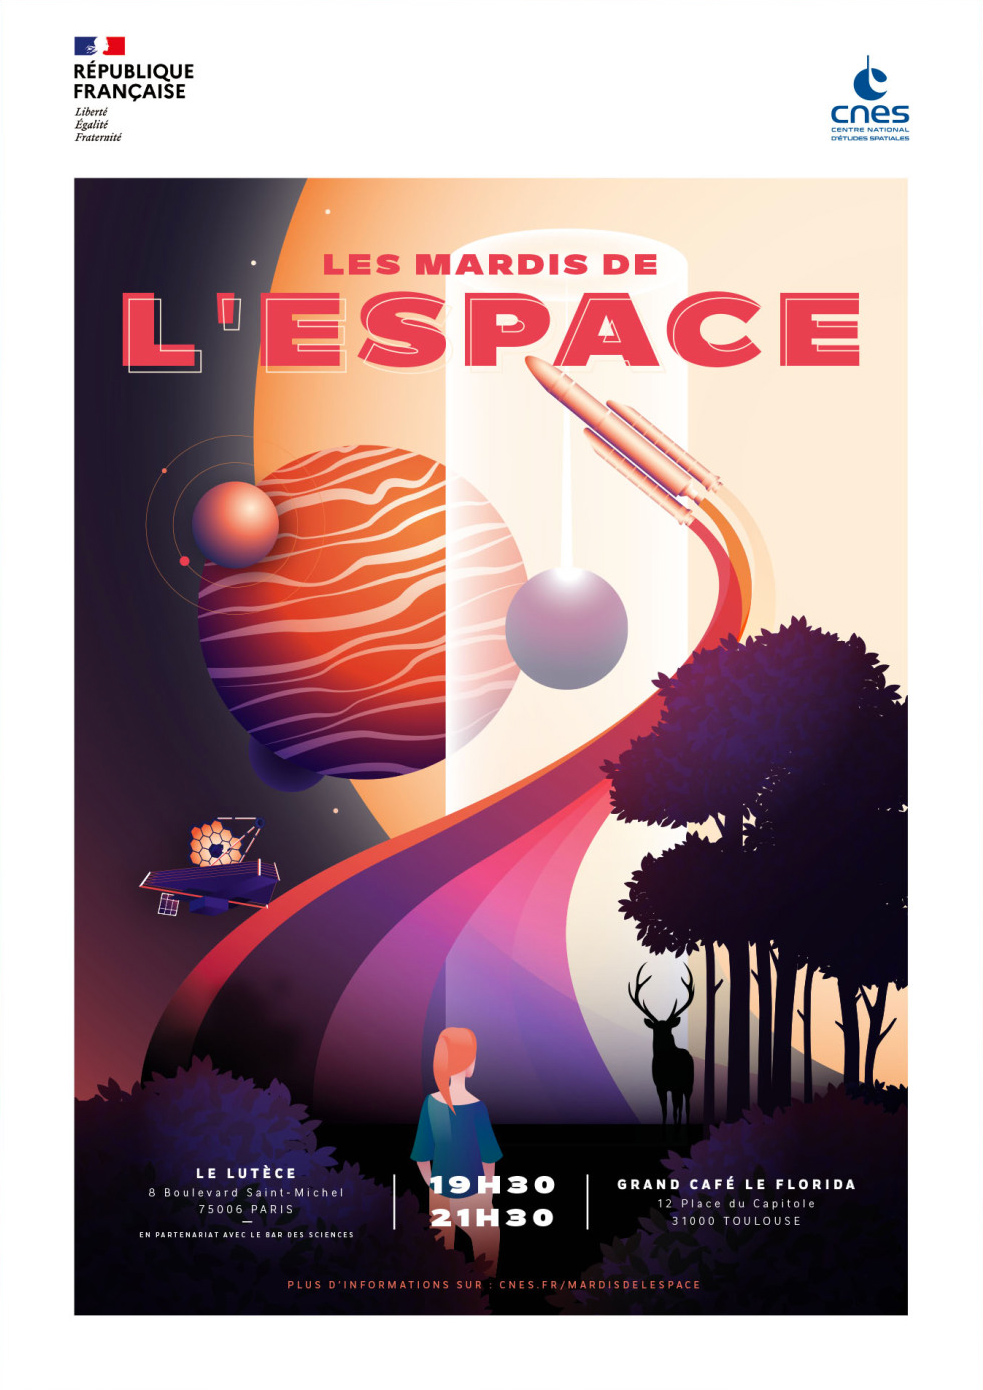 RÉPUBLIQUE
FRANÇAISE
Liberté
Égalité
Fraternité
cnes
CENTRE NATIONAL
D'ÉTUDES SPATIALES
LES MARDIS DE
L'ESPACE
LE LUTÈCE
8 Boulevard Saint-Michel
75006 PARIS
EN PARTENARIAT AVEC LE BAR DES SCIENCES
19H30
21H30
GRAND CAFÉ LE FLORIDA
12 Place du Capitole
31000 TOULOUSE
PLUS D'INFORMATIONS SUR : CNES.FR/MARDISDELESPACE